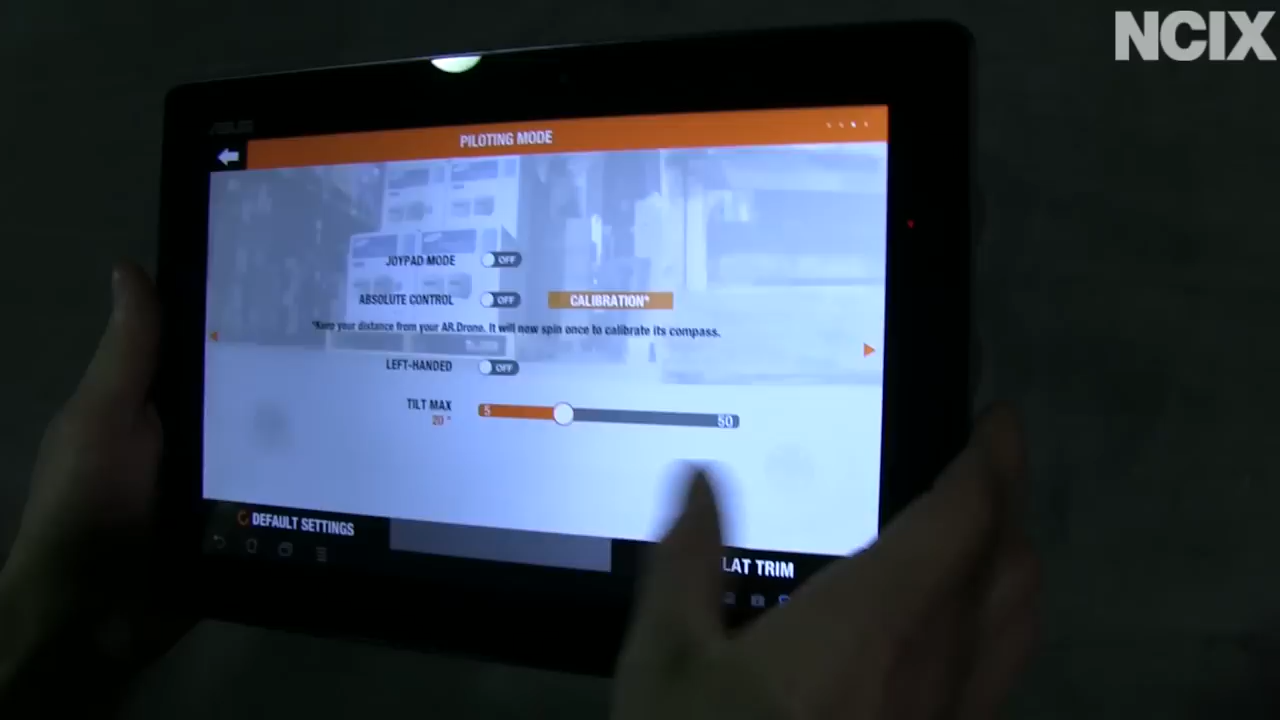 NCIX
ASUS
PILOTING MODE
JOYPAD MODE OFF
ABSOLUTE CONTROL OFF CALIBRATION*
*Keep your distance from your AR.Drone. It will now spin once to calibrate its compass.
LEFT-HANDED OFF
TILT MAX 5 50
20 °
DEFAULT SETTINGS
LAT TRIM